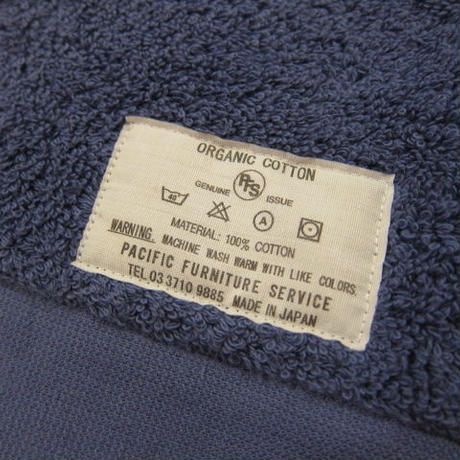 ORGANIC COTTON
GENUINE PFS ISSUE
40° A
MATERIAL: 100% COTTON
WARNING. MACHINE WASH WARM WITH LIKE COLORS.
PACIFIC FURNITURE SERVICE
TEL 03 3710 9885 MADE IN JAPAN